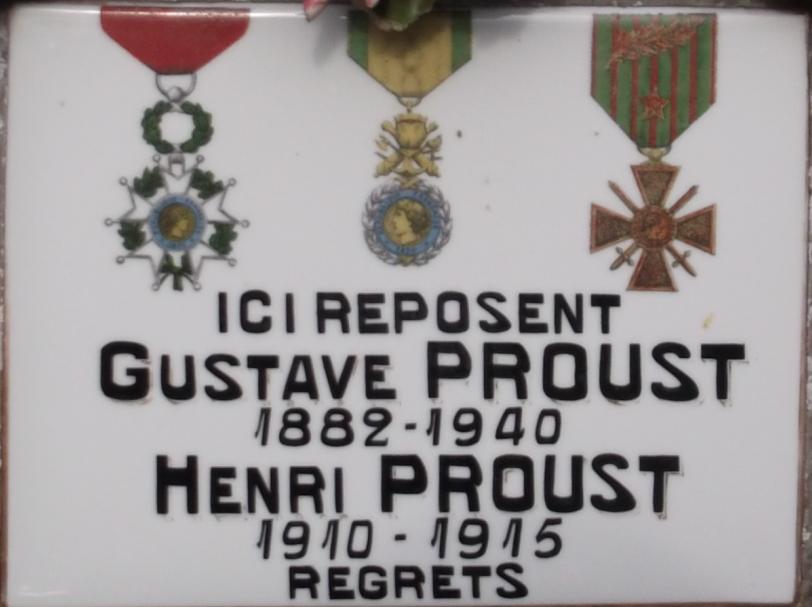 ICI REPOSENT
GUSTAVE PROUST
1882-1940
HENRI PROUST
1910-1915
REGRETS